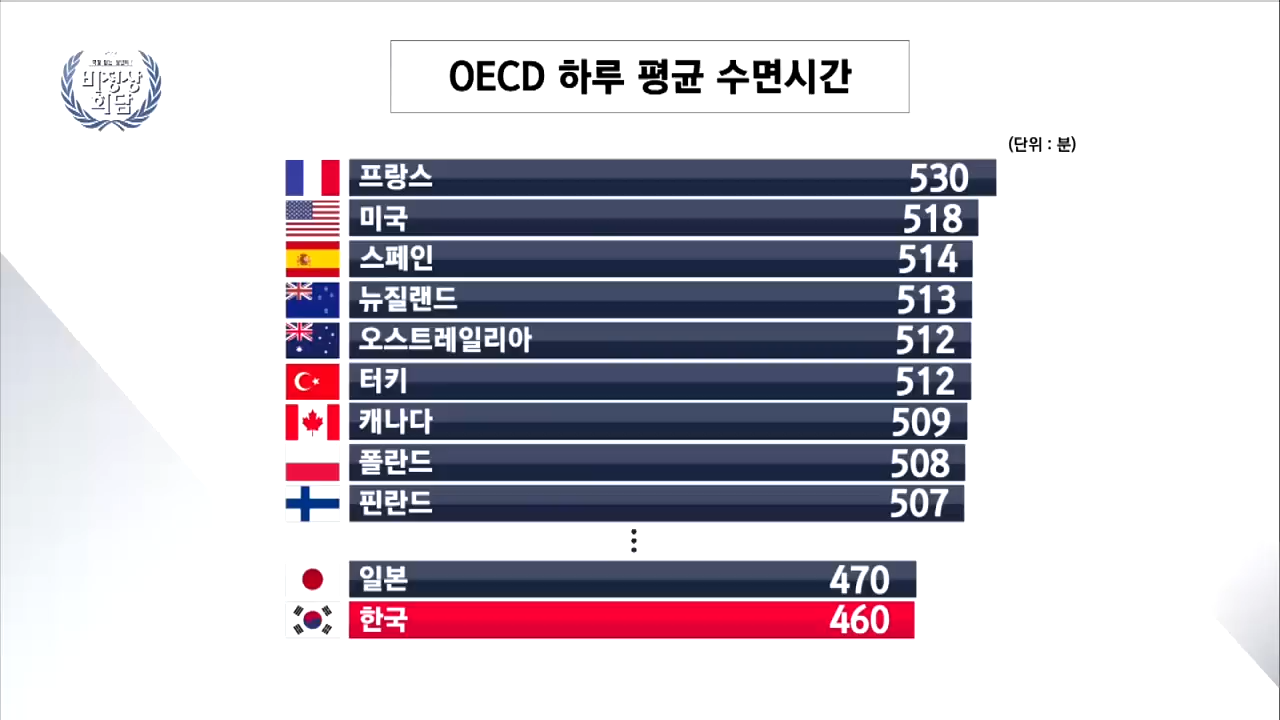 비정상
회담
OECD 하루 평균 수면시간
(단위 : 분)
프랑스 530
미국 518
스페인 514
뉴질랜드 513
오스트레일리아 512
터키 512
캐나다 509
폴란드 508
핀란드 507
일본 470
한국 460